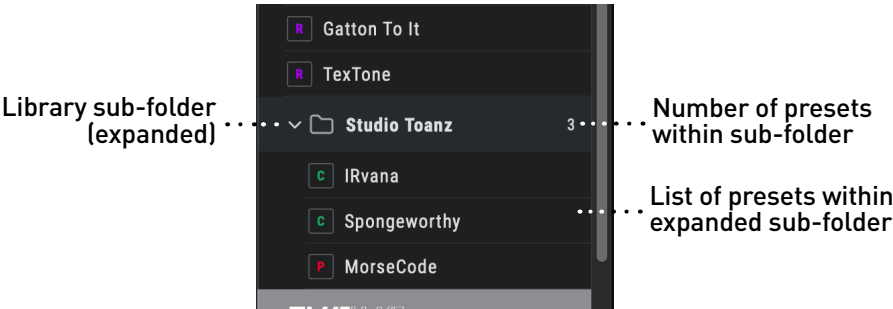 R Gatton To It
R TexTone
Library sub-folder
(expanded)
Studio Toanz 3
Number of presets
within sub-folder
C IRvana
List of presets within
expanded sub-folder
C Spongeworthy
P MorseCode